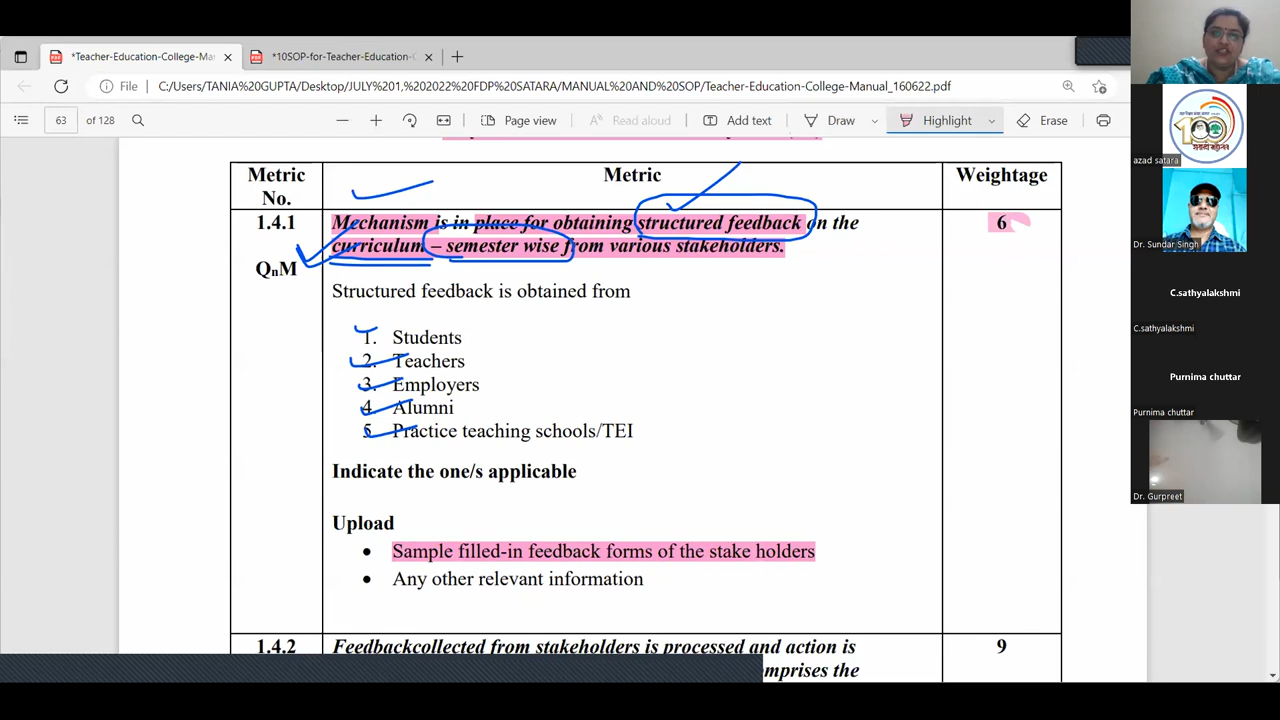 *Teacher-Education-College-Ma
*10SOP-for-Teacher-Education-
File
C:/Users/TANIA%20GUPTA/Desktop/JULY%201,%202022%20FDP%20SATARA/MANUAL%20AND%20SOP/Teacher-Education-College-Manual_160622.pdf
63 of 128
Page view
Read aloud
Add text
Draw
Highlight
Erase
Metric No.
Metric
Weightage
1.4.1
QnM
Mechanism is in place for obtaining structured feedback on the
curriculum – semester wise from various stakeholders.
6
Structured feedback is obtained from
1. Students
2. Teachers
3. Employers
4. Alumni
5. Practice teaching schools/TEI
Indicate the one/s applicable
Upload
• Sample filled-in feedback forms of the stake holders
• Any other relevant information
1.4.2
Feedbackcollected from stakeholders is processed and action is
mprises the
9
100
azad satara
Dr. Sundar Singh
C.sathyalakshmi
C.sathyalakshmi
Purnima chuttar
Purnima chuttar
Dr. Gurpreet